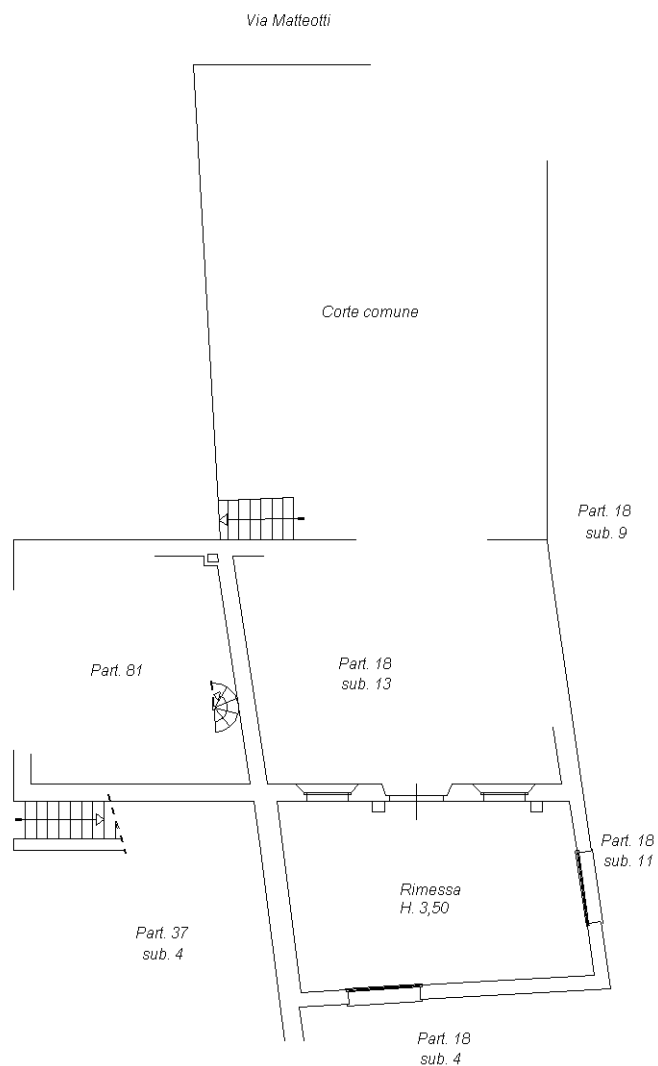 Via Matteotti
Corte comune
Part. 18
sub. 9
Part. 81
Part. 18
sub. 13
Part. 18
sub. 11
Rimessa
H. 3,50
Part. 37
sub. 4
Part. 18
sub. 4